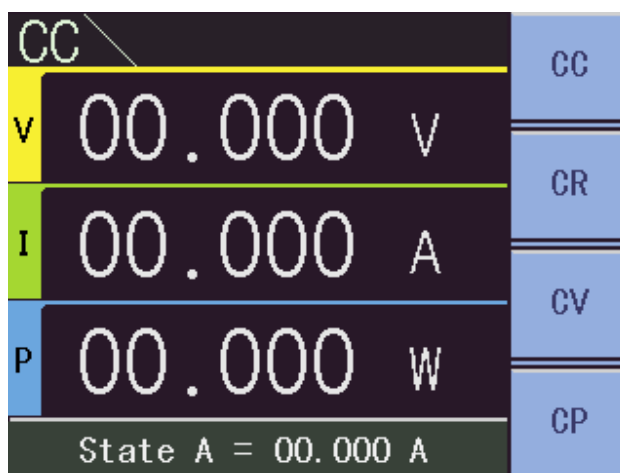 CC
V 00.000 V
I 00.000 A
P 00.000 W
State A = 00.000 A
CC
CR
CV
CP